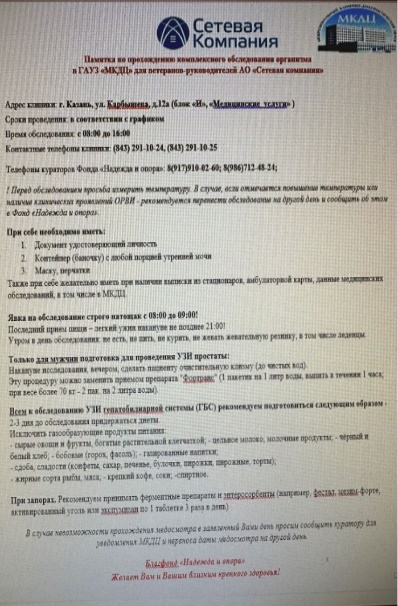 Сетевая
Компания
МКДЦ
Памятка по прохождению комплексного обследования организма
в ГАУЗ «МКДЦ» для ветеранов-руководителей АО «Сетевая компания»
Адрес клиники: г. Казань, ул. Карбышева, д.12а (блок «И», «Медицинские услуги» )
Сроки проведения: в соответствии с графиком
Время обследования: с 08:00 до 16:00
Контактные телефоны клиники: (843) 291-10-24, (843) 291-10-25
Телефоны кураторов Фонда «Надежда и опора»: 8(917)910-02-60; 8(986)712-48-24;
! Перед обследованием просьба измерить температуру. В случае, если отмечается повышение температуры или
наличие клинических проявлений ОРВИ - рекомендуется перенести обследование на другой день и сообщить об этом
в Фонд «Надежда и опора».
При себе необходимо иметь:
1. Документ удостоверяющий личность
2. Контейнер (баночку) с любой порцией утренней мочи
3. Маску, перчатки
Также при себе желательно иметь при наличии выписки из стационаров, амбулаторной карты, данные медицинских
обследований, в том числе в МКДЦ.
Явка на обследование строго натощак с 08:00 до 09:00!
Последний прием пищи – легкий ужин накануне не позднее 21:00!
Утром в день обследования: не есть, не пить, не курить, не жевать жевательную резинку, в том числе леденцы.
Только для мужчин подготовка для проведения УЗИ простаты:
Накануне исследования, вечером, сделать пациенту очистительную клизму (до чистых вод).
Эту процедуру можно заменить приемом препарата "Фортранс" (1 пакетик на 1 литр воды, выпить в течении 1 часа;
при весе более 70 кг - 2 пак. на 2 литра воды).
Всем к обследованию УЗИ гепатобилиарной системы (ГБС) рекомендуем подготовиться следующим образом -
2-3 дня до обследования придержаться диеты.
Исключить газообразующие продукты питания:
- сырые овощи и фрукты, богатые растительной клетчаткой; - цельное молоко, молочные продукты; - черный и
белый хлеб; - бобовые (горох, фасоль); - газированные напитки;
- сдоба, сладости (конфеты, сахар, печенье, булочки, пирожки, пирожные, торты);
- жирные сорта рыбы, мяса; - крепкий кофе, соки; -спиртное.
При запорах. Рекомендуем принимать ферментные препараты и энтеросорбенты (например, фестал, мезим-форте,
активированный уголь или эспумизан по 1 таблетке 3 раза в день)
В случае невозможности прохождения медосмотра в заявленный Вами день просим сообщить куратору для
уведомления МКДЦ и переноса даты медосмотра на другой день.
Благфонд «Надежда и опора»
Желает Вам и Вашим близким крепкого здоровья!